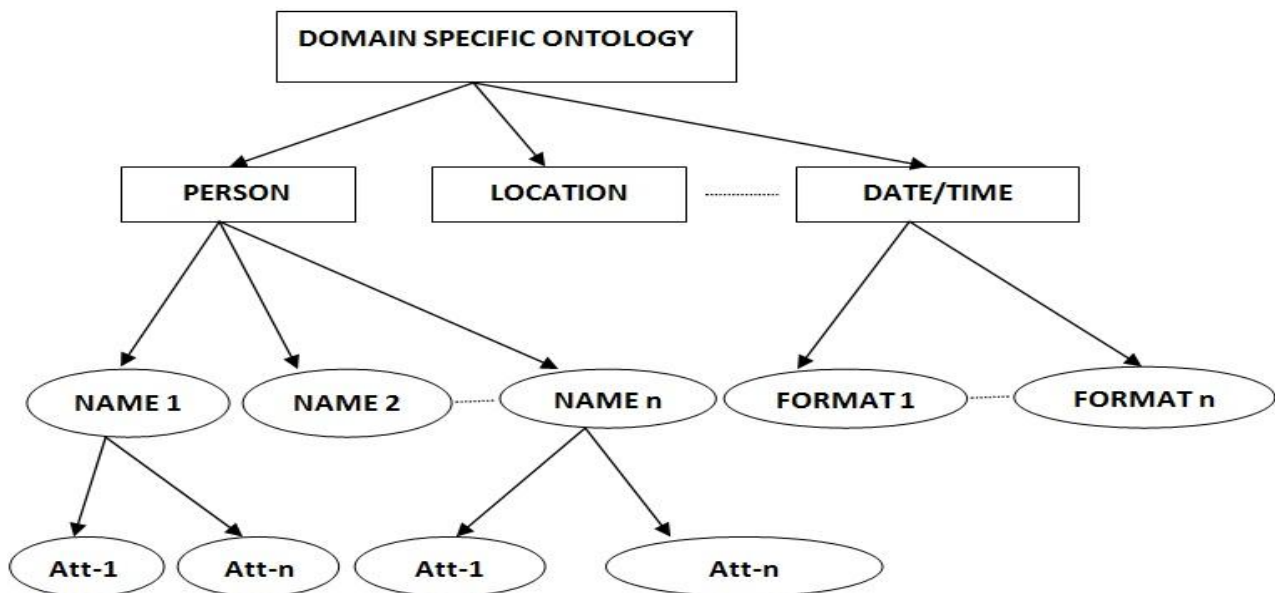 DOMAIN SPECIFIC ONTOLOGY
PERSON
LOCATION
DATE/TIME
NAME 1
NAME 2
NAME n
FORMAT 1
FORMAT n
Att-1
Att-n
Att-1
Att-n